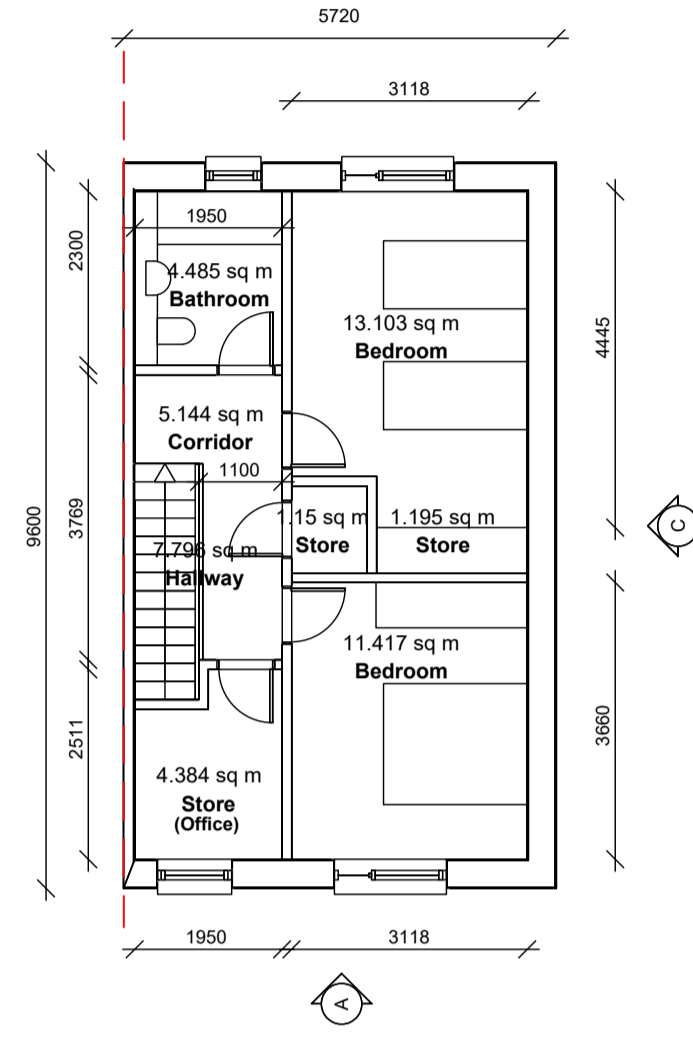 5720
3118
1950
2300
4.485 sq m
Bathroom
13.103 sq m
Bedroom
4445
5.144 sq m
Corridor
1100
9600
3769
1.15 sq m
Store
1.195 sq m
Store
C
7.796 sq m
Hallway
11.417 sq m
Bedroom
2511
3660
4.384 sq m
Store
(Office)
1950
3118
A